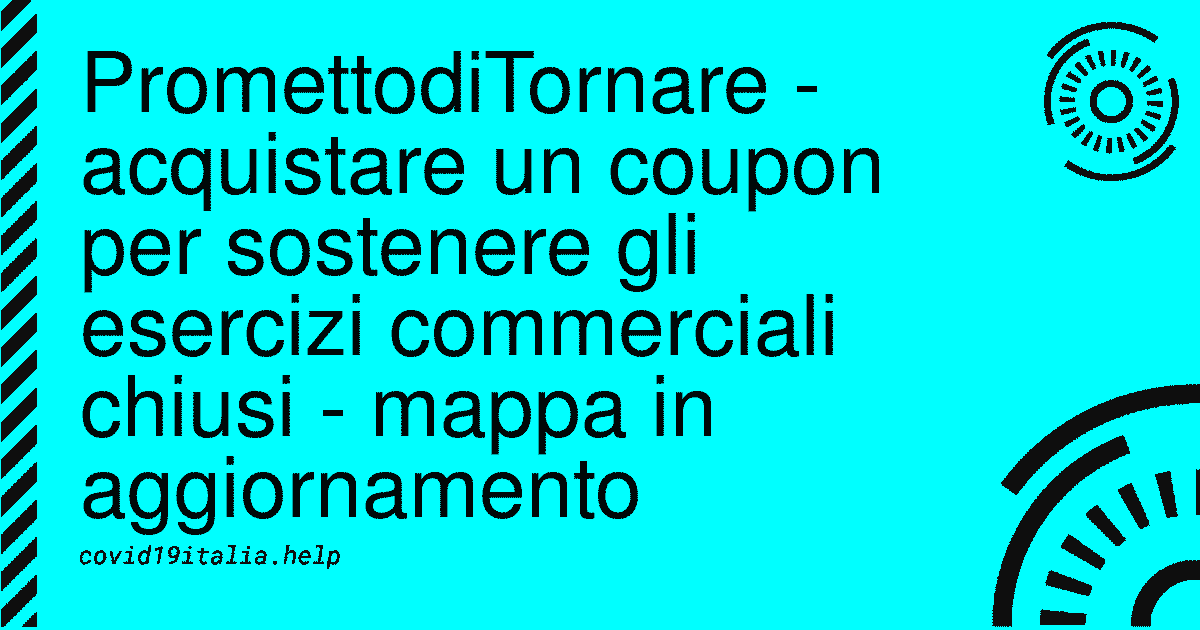 PromettodiTornare -
acquistare un coupon
per sostenere gli
esercizi commerciali
chiusi - mappa in
aggiornamento
covid19italia.help